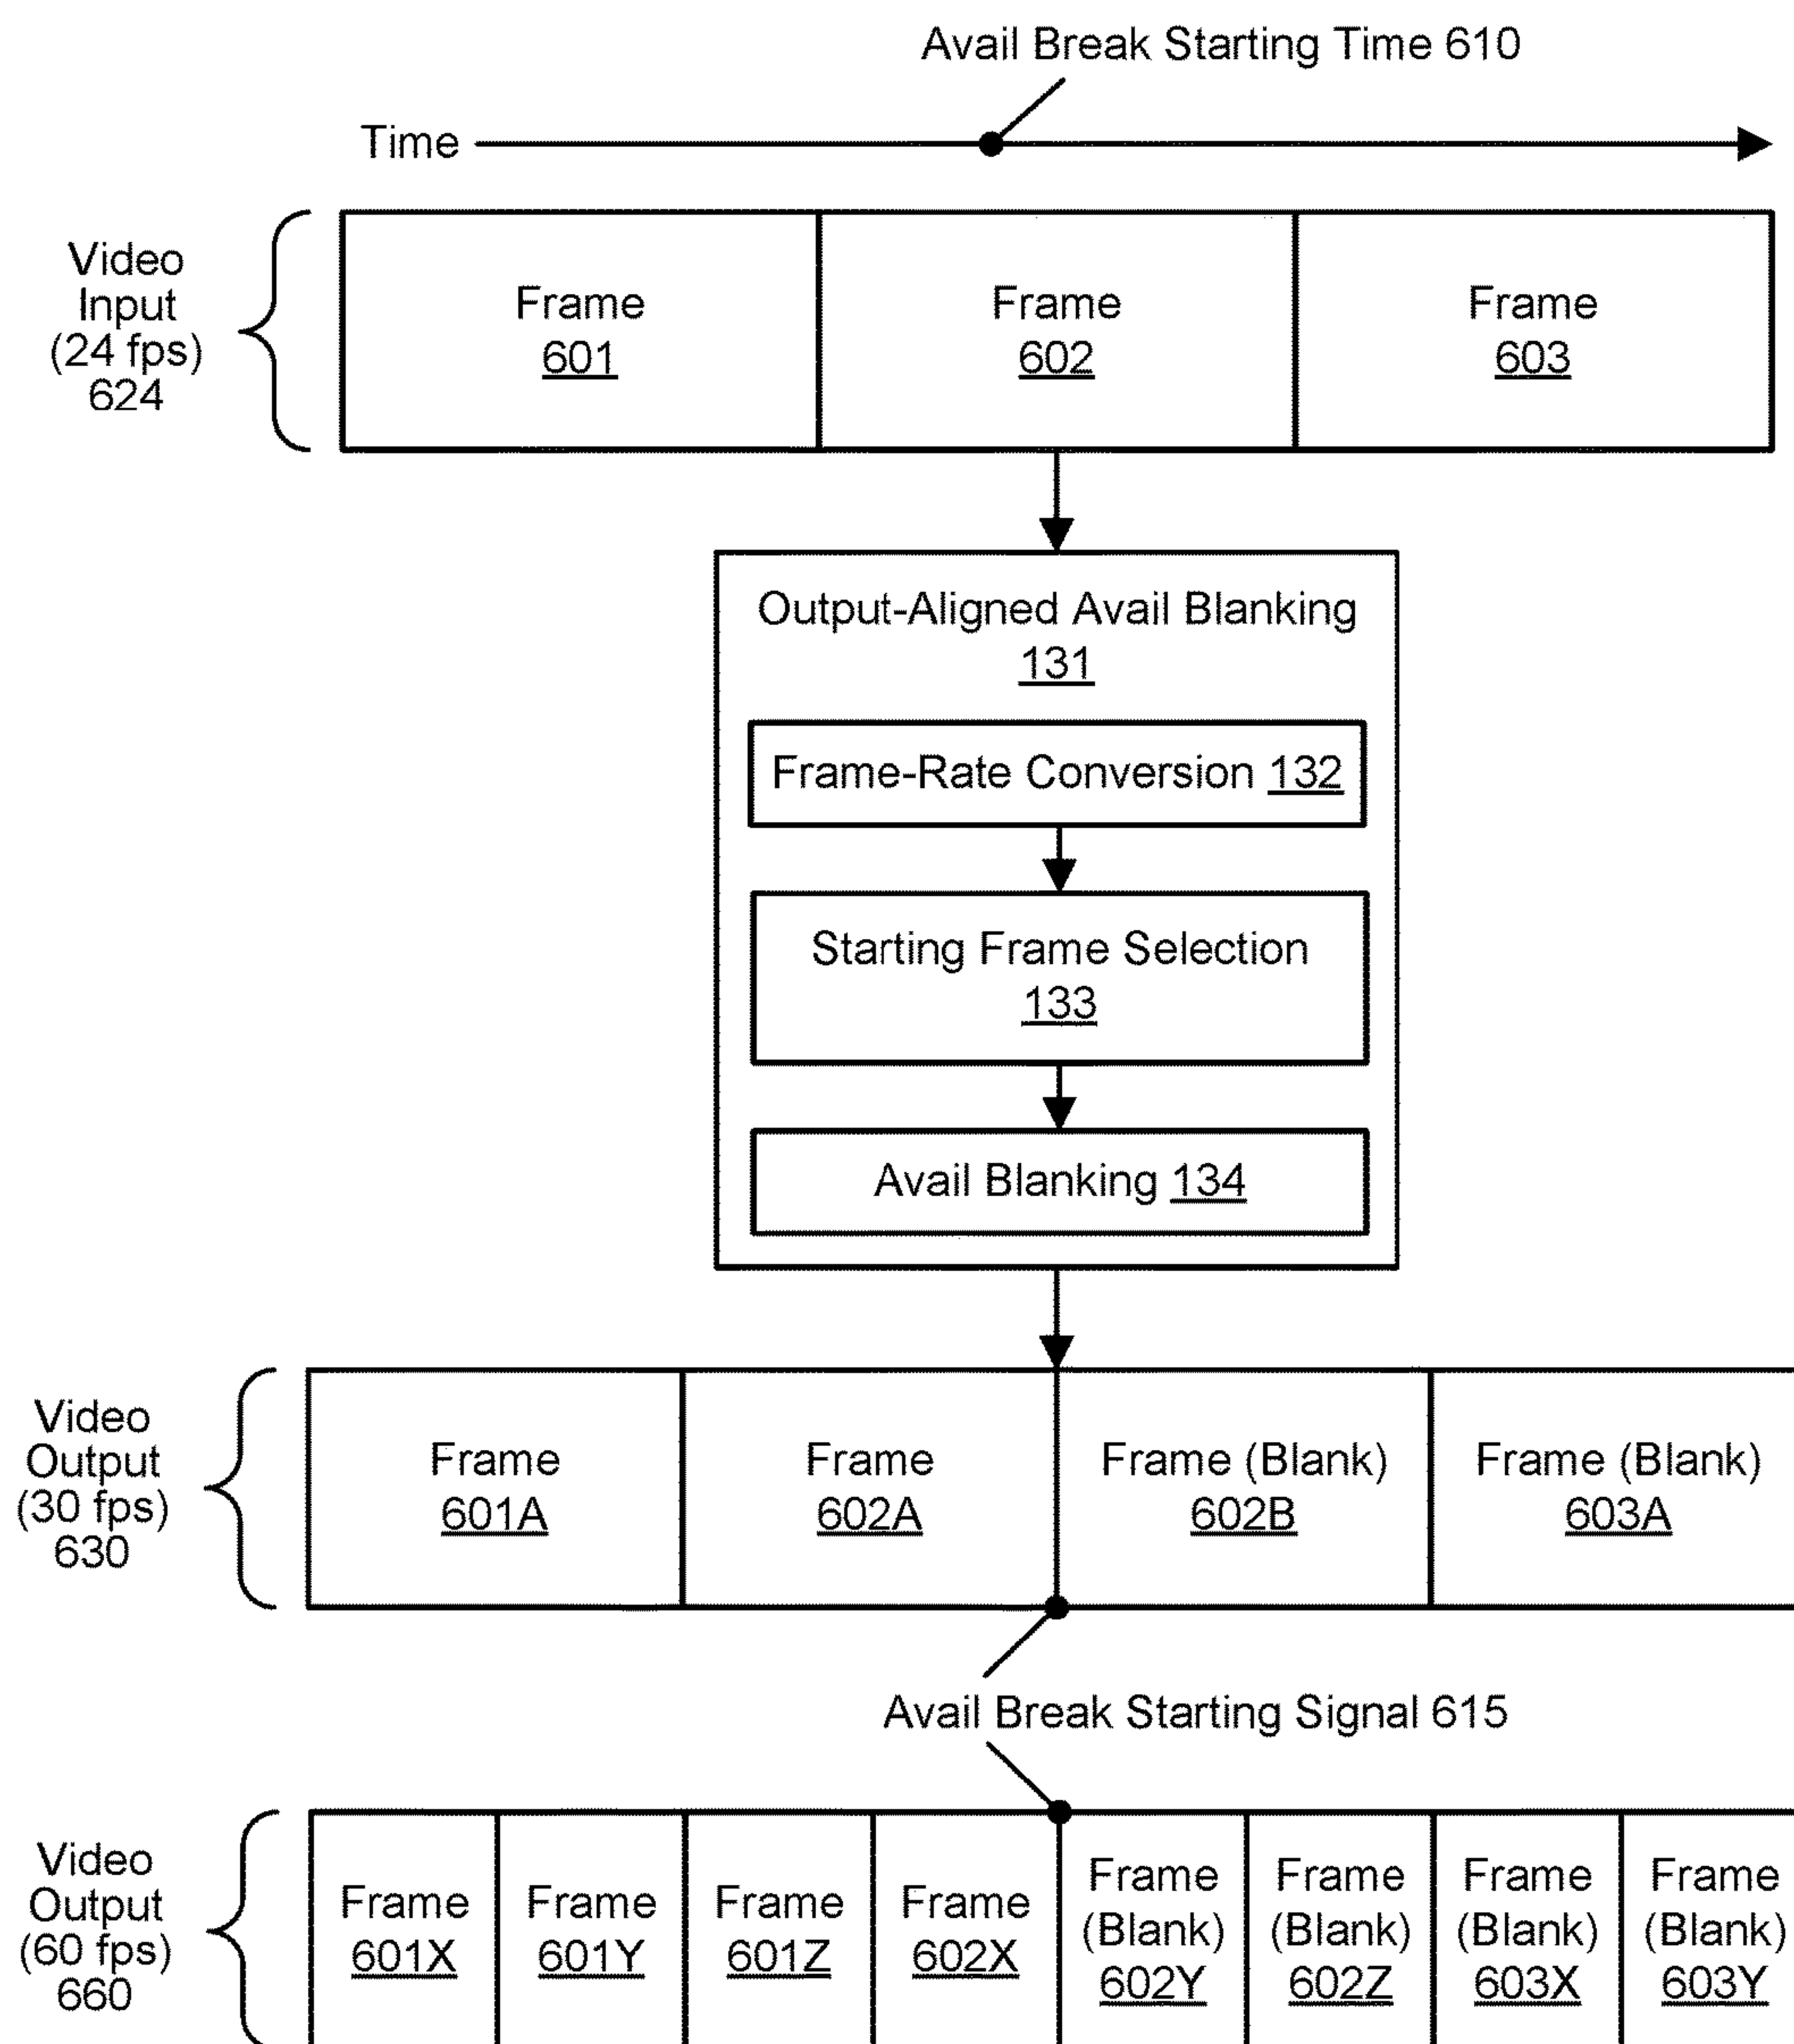 Avail Break Starting Time 610
Time
Video
Input
(24 fps)
624
Frame
601
Frame
602
Frame
603
Output-Aligned Avail Blanking
131
Frame-Rate Conversion 132
Starting Frame Selection
133
Avail Blanking 134
Video
Output
(30 fps)
630
Frame
601A
Frame
602A
Frame (Blank)
602B
Frame (Blank)
603A
Avail Break Starting Signal 615
Video
Output
(60 fps)
660
Frame
601X
Frame
601Y
Frame
601Z
Frame
602X
Frame
(Blank)
602Y
Frame
(Blank)
602Z
Frame
(Blank)
603X
Frame
(Blank)
603Y